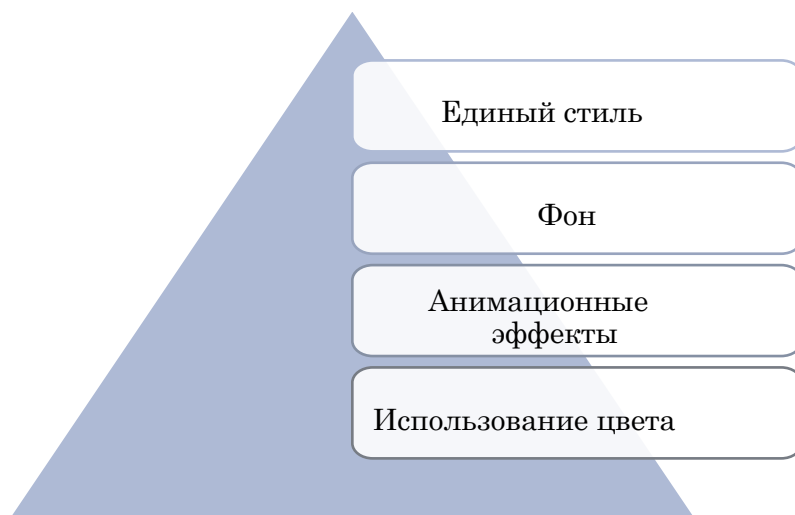 Единый стиль
Фон
Анимационные
эффекты
Использование цвета